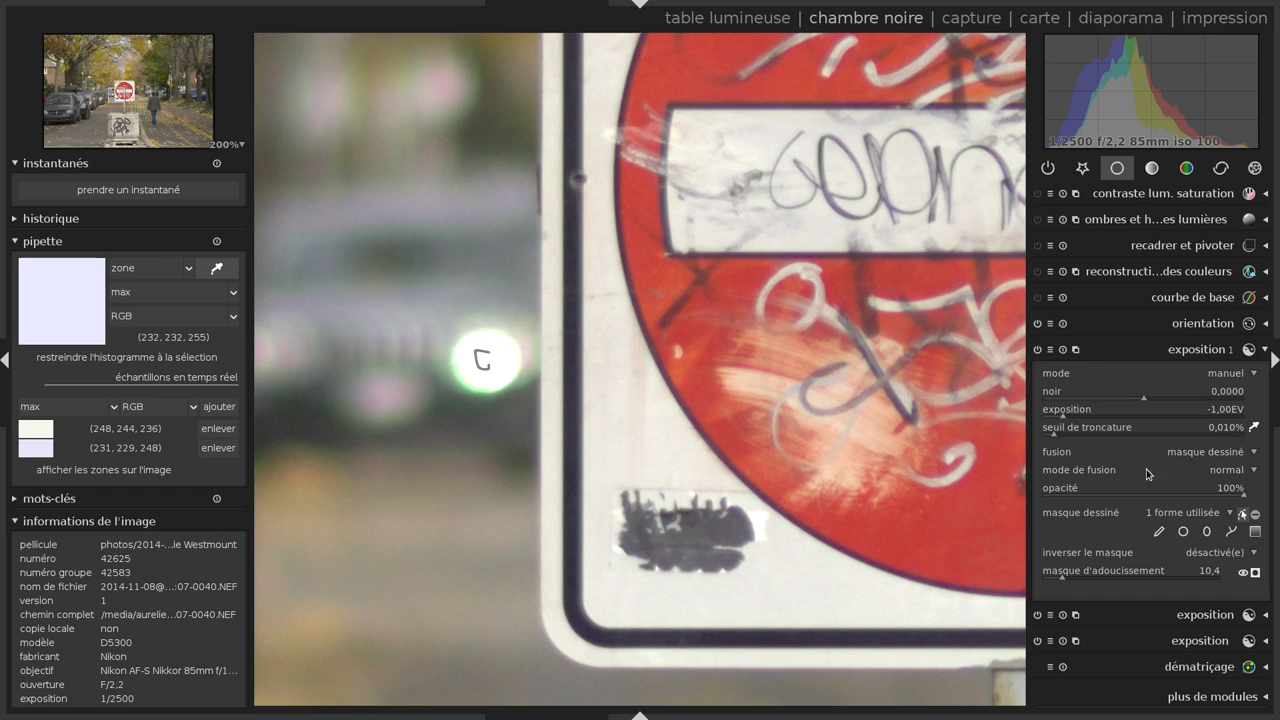 table lumineuse | chambre noire | capture | carte | diaporama | impression
200%
instantanés
prendre un instantané
historique
pipette
zone
max
RGB
(232, 232, 255)
restreindre l'histogramme à la sélection
échantillons en temps réel
max RGB ajouter
(248, 244, 236) enlever
(231, 229, 248) enlever
afficher les zones sur l'image
mots-clés
informations de l'image
pellicule photos/2014-...ie Westmount
numéro 42625
numéro groupe 42583
nom de fichier 2014-11-08@...:07-0040.NEF
version 1
chemin complet /media/aurelie...07-0040.NEF
copie locale non
modèle D5300
fabricant Nikon
objectif Nikon AF-S Nikkor 85mm f/1...
ouverture F/2,2
exposition 1/2500
1/2500 f/2,2 85mm iso 100
contraste lum. saturation
ombres et h...es lumières
recadrer et pivoter
reconstructi...des couleurs
courbe de base
orientation
exposition 1
mode manuel
noir 0,0000
exposition -1,00EV
seuil de troncature 0,010%
fusion masque dessiné
mode de fusion normal
opacité 100%
masque dessiné 1 forme utilisée
inverser le masque désactivé(e)
masque d'adoucissement 10,4
exposition
exposition
dématriçage
plus de modules